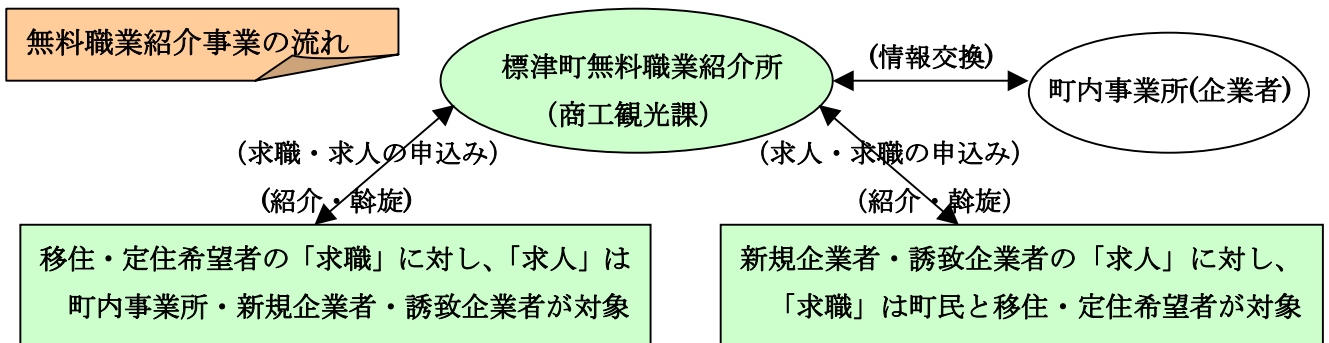 無料職業紹介事業の流れ
標津町無料職業紹介所
（商工観光課）
(情報交換)
町内事業所(企業者)
（求職・求人の申込み）
(紹介・斡旋)
（求人・求職の申込み）
（紹介・斡旋）
移住・定住希望者の「求職」に対し、「求人」は
町内事業所・新規企業者・誘致企業者が対象
新規企業者・誘致企業者の「求人」に対し、
「求職」は町民と移住・定住希望者が対象